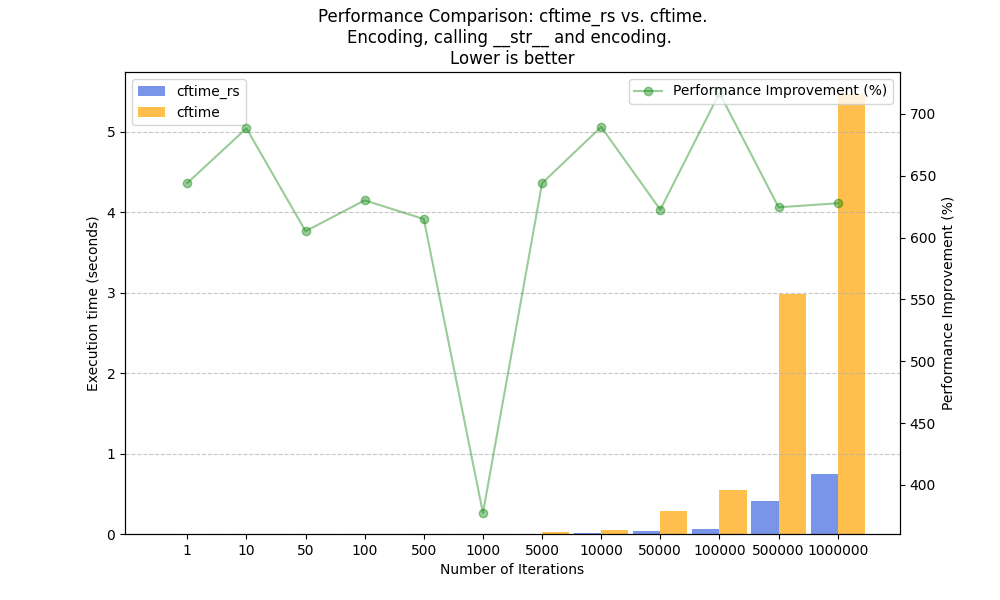 Performance Comparison: cftime_rs vs. cftime.
Encoding, calling __str__ and encoding.
Lower is better
cftime_rs
cftime
Performance Improvement (%)
5
4
3
2
1
0
Execution time (seconds)
700
650
600
550
500
450
400
Performance Improvement (%)
1 10 50 100 500 1000 5000 10000 50000 100000 500000 1000000
Number of Iterations